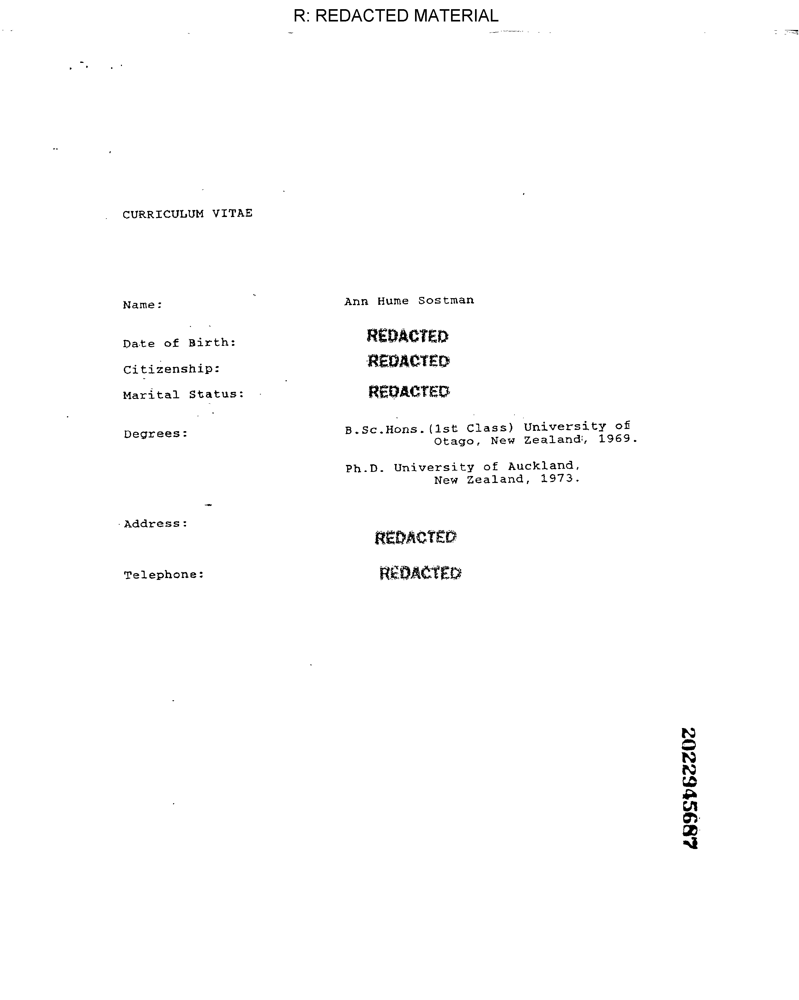 R: REDACTED MATERIAL
CURRICULUM VITAE
Name: Ann Hume Sostman
Date of Birth: REDACTED
Citizenship: REDACTED
Marital Status: REDACTED
Degrees: B.Sc.Hons.(1st Class) University of
Otago, New Zealand, 1969.
Ph.D. University of Auckland,
New Zealand, 1973.
Address: REDACTED
Telephone: REDACTED
2022945687